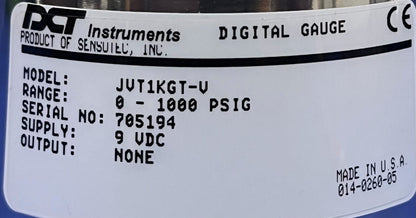 DCT Instruments DIGITAL GAUGE CE
PRODUCT OF SENSOTEC, INC.
MODEL: JVT1KGT-V
RANGE: 0 - 1000 PSIG
SERIAL NO: 705194
SUPPLY: 9 VDC
OUTPUT: NONE
MADE IN U.S.A.
014-0260-05